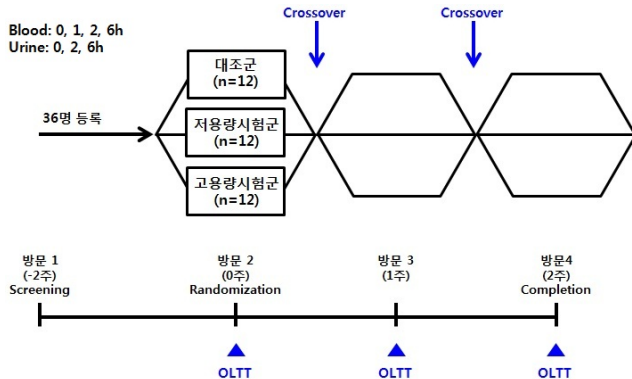 Blood: 0, 1, 2, 6h
Urine: 0, 2, 6h
Crossover
Crossover
36명 등록
대조군
(n=12)
저용량시험군
(n=12)
고용량시험군
(n=12)
방문 1
(-2주)
Screening
방문 2
(0주)
Randomization
방문 3
(1주)
방문4
(2주)
Completion
OLTT
OLTT
OLTT